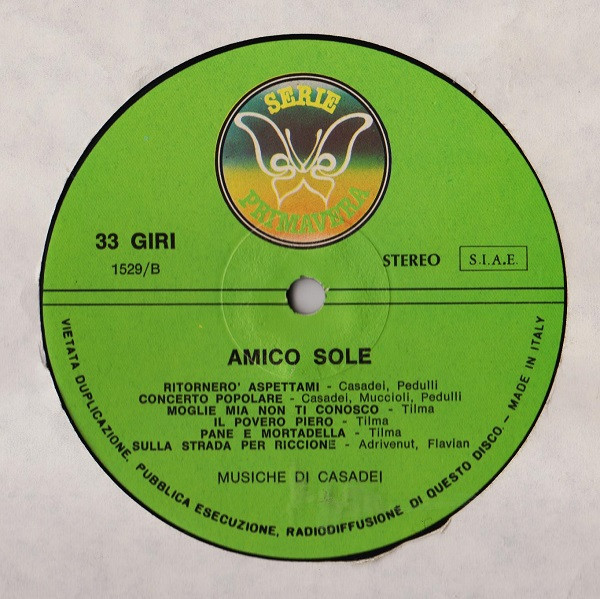 SERIE
PRIMAVERA
33 GIRI
1529/B
STEREO
S.I.A.E.
AMICO SOLE
RITORNERO' ASPETTAMI - Casadei, Pedulli
CONCERTO POPOLARE - Casadei, Muccioli, Pedulli
MOGLIE MIA NON TI CONOSCO - Tilma
IL POVERO PIERO - Tilma
PANE E MORTADELLA - Tilma
SULLA STRADA PER RICCIONE - Adrivenut, Flavian
MUSICHE DI CASADEI
VIETATA DUPLICAZIONE. PUBBLICA ESECUZIONE, RADIODIFFUSIONE DI QUESTO DISCO. - MADE IN ITALY